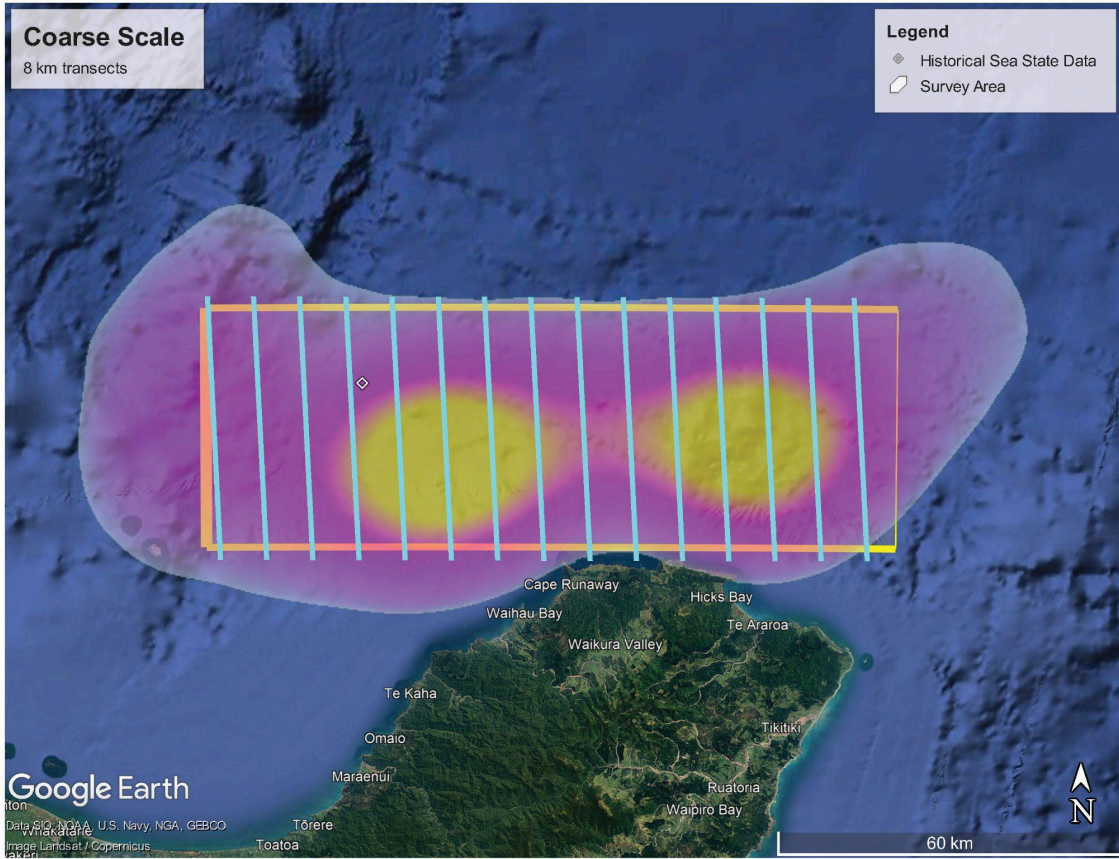 Coarse Scale
8 km transects
Legend
Historical Sea State Data
Survey Area
Cape Runaway
Hicks Bay
Waihau Bay
Te Araroa
Waikura Valley
Te Kaha
Tikitiki
Omaio
Maraenui
Ruatoria
Google Earth
Waipiro Bay
N
nton
Data SIO, NOAA, U.S. Navy, NGA, GEBCO
Whakatane
Tōrere
60 km
Image Landsat / Copernicus
Toatoa